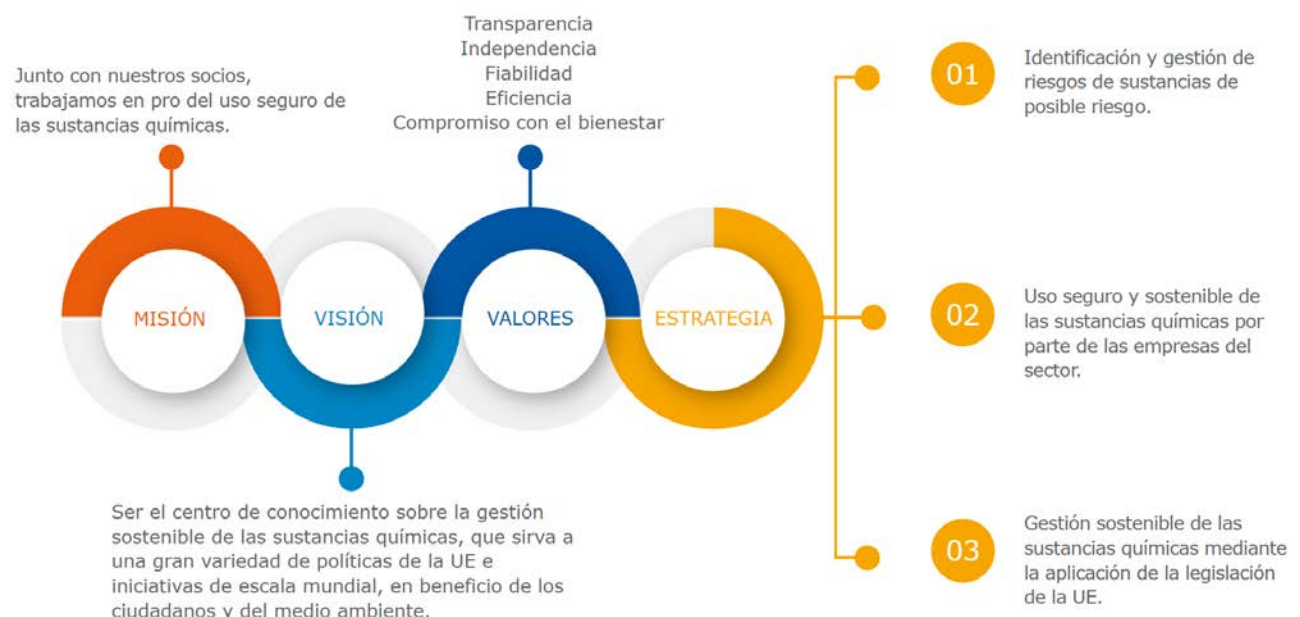 Junto con nuestros socios,
trabajamos en pro del uso seguro de
las sustancias químicas.
Transparencia
Independencia
Fiabilidad
Eficiencia
Compromiso con el bienestar
MISIÓN
VISIÓN
VALORES
ESTRATEGIA
Ser el centro de conocimiento sobre la gestión
sostenible de las sustancias químicas, que sirva a
una gran variedad de políticas de la UE e
iniciativas de escala mundial, en beneficio de los
ciudadanos y del medio ambiente.
01
Identificación y gestión de
riesgos de sustancias de
posible riesgo.
02
Uso seguro y sostenible de
las sustancias químicas por
parte de las empresas del
sector.
03
Gestión sostenible de las
sustancias químicas mediante
la aplicación de la legislación
de la UE.